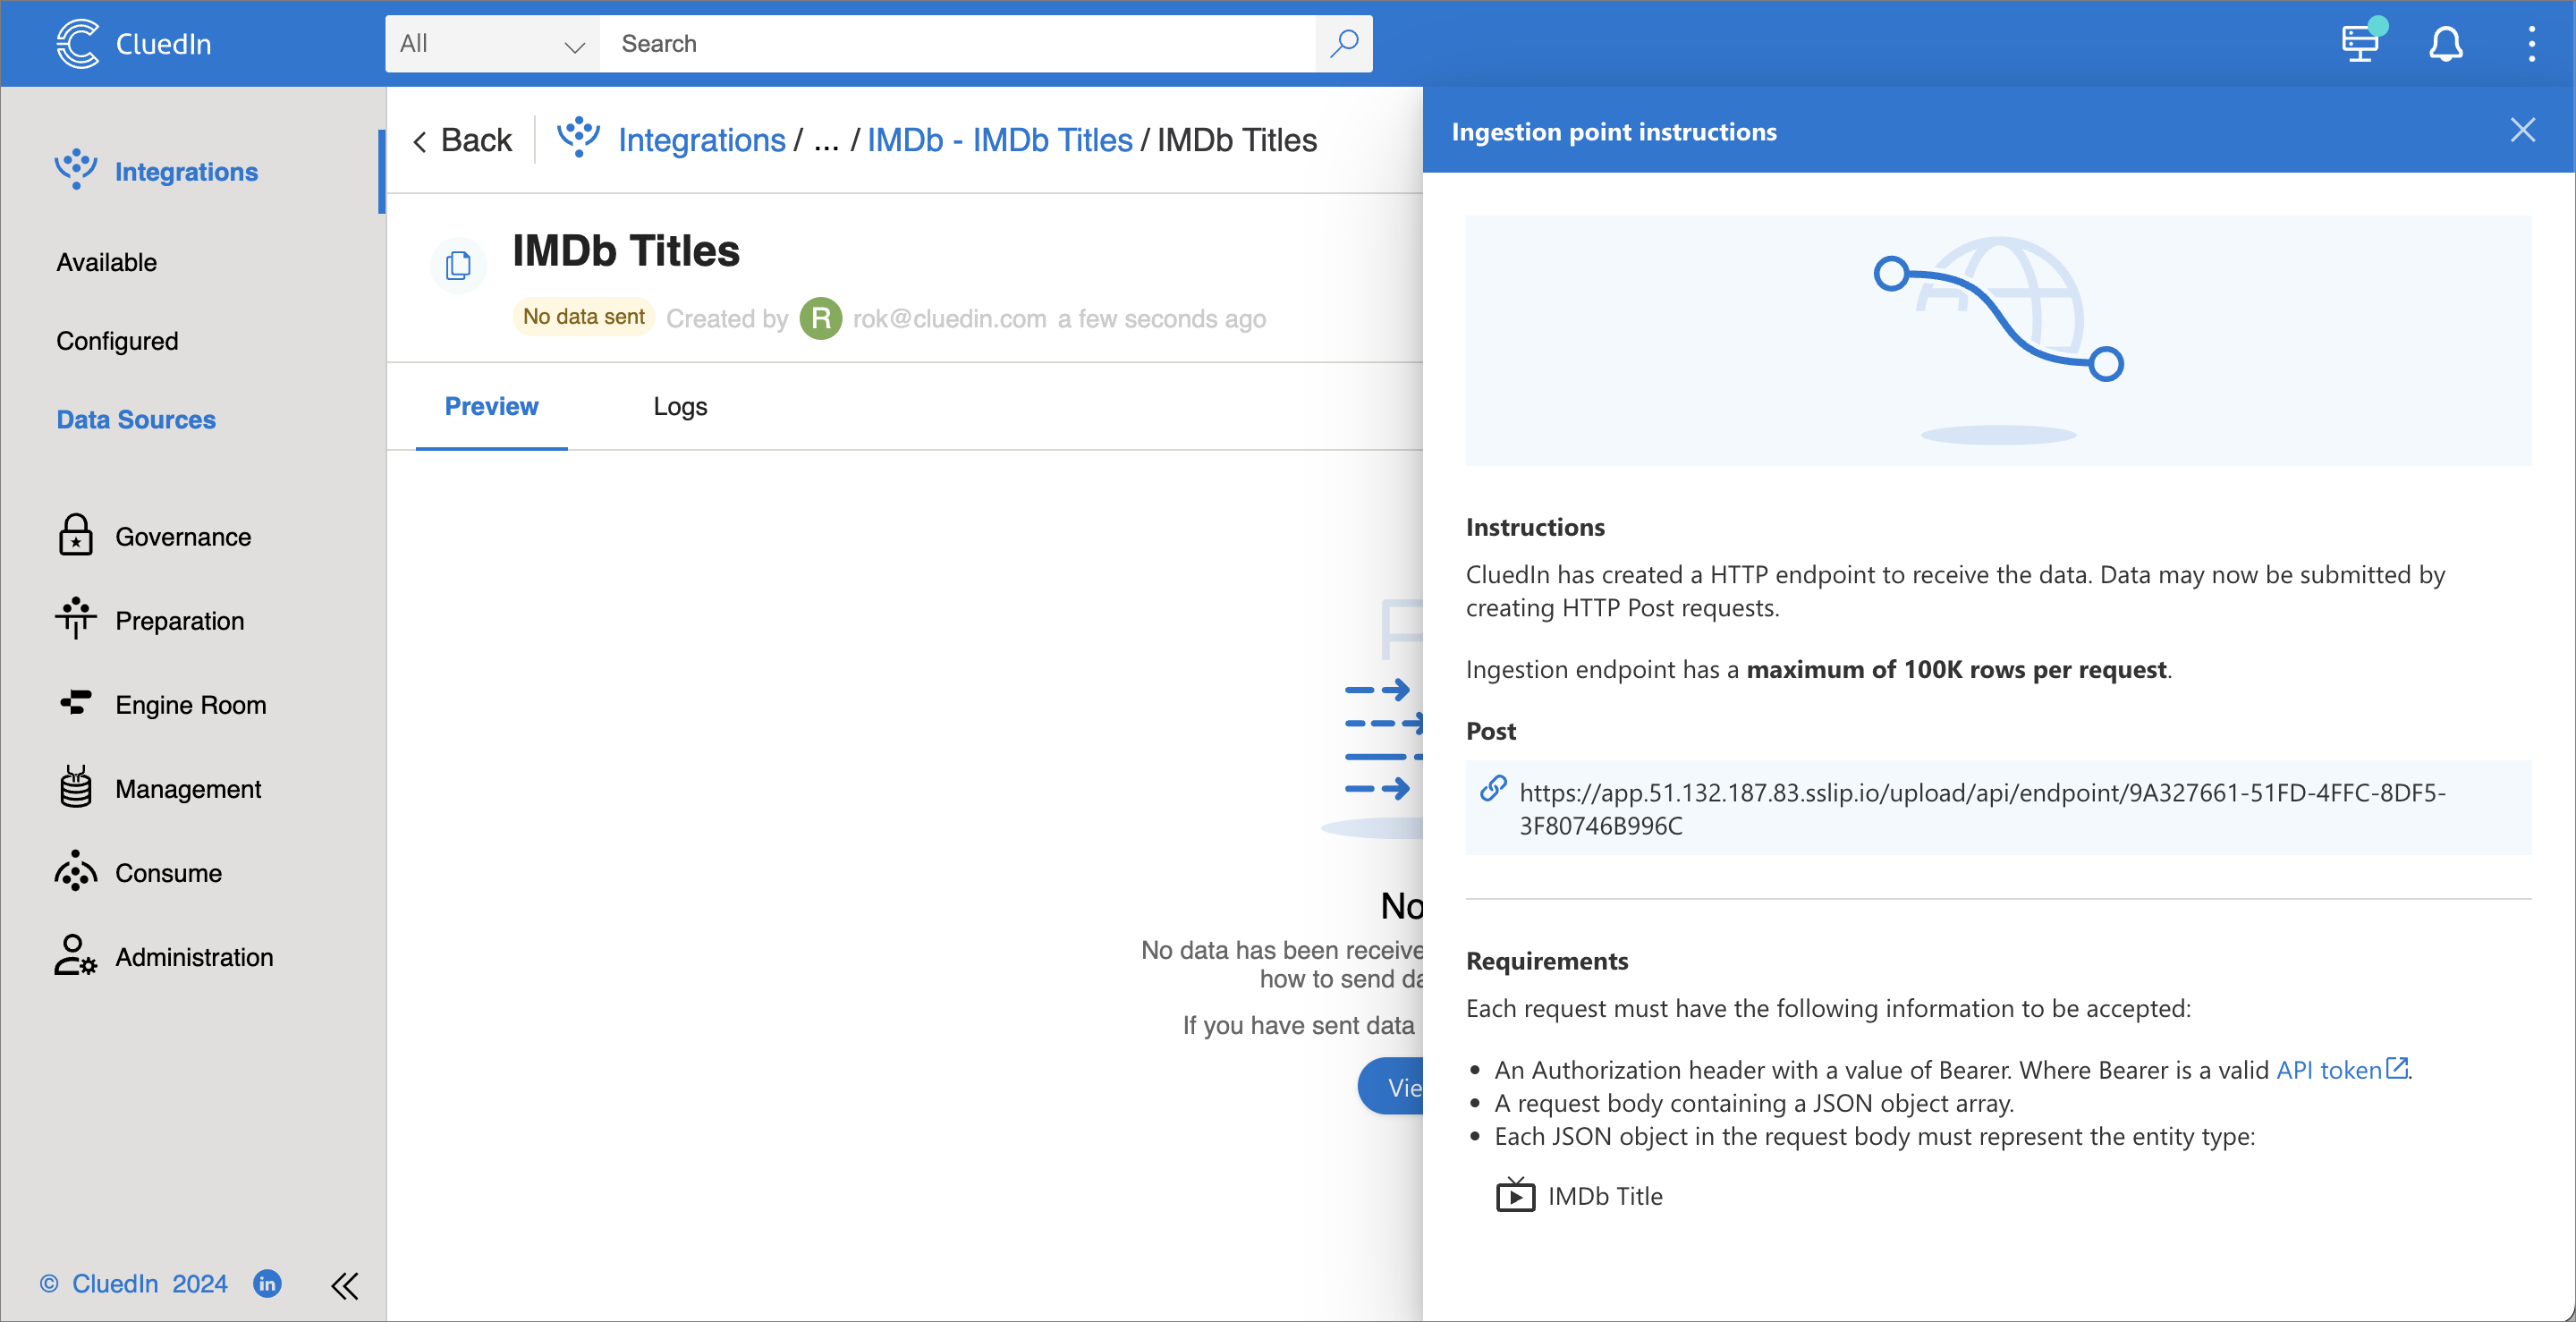 CluedIn
All
Search
Integrations
Available
Configured
Data Sources
Governance
Preparation
Engine Room
Management
Consume
Administration
© CluedIn 2024
Back
Integrations / ... / IMDb - IMDb Titles / IMDb Titles
IMDb Titles
No data sent Created by R rok@cluedin.com a few seconds ago
Preview
Logs
No
No data has been receive
how to send da
If you have sent data
Vie
Ingestion point instructions
Instructions
CluedIn has created a HTTP endpoint to receive the data. Data may now be submitted by
creating HTTP Post requests.
Ingestion endpoint has a maximum of 100K rows per request.
Post
https://app.51.132.187.83.sslip.io/upload/api/endpoint/9A327661-51FD-4FFC-8DF5-
3F80746B996C
Requirements
Each request must have the following information to be accepted:
• An Authorization header with a value of Bearer. Where Bearer is a valid API token.
• A request body containing a JSON object array.
• Each JSON object in the request body must represent the entity type:
IMDb Title